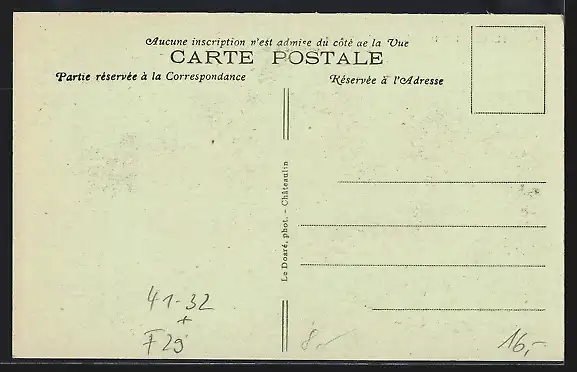 Aucune inscription n'est admise du côté de la Vue
CARTE POSTALE
Partie réservée à la Correspondance
Réservée à l'Adresse
Le Doaré, phot. - Châteaulin
41-32
+
F29
8,-
16,-